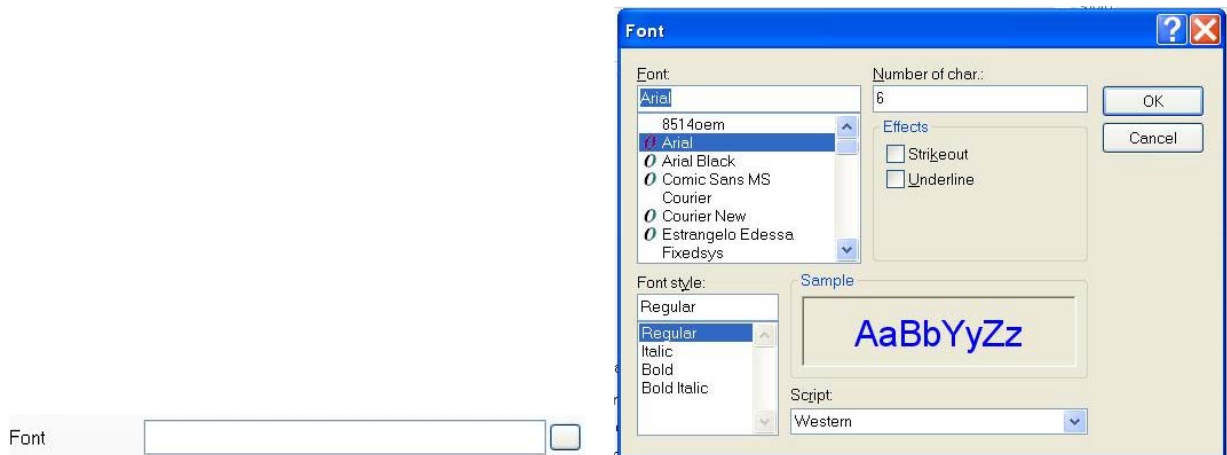 Font
Font
Font:
Arial
8514oem
Arial
Arial Black
Comic Sans MS
Courier
Courier New
Estrangelo Edessa
Fixedsys
Number of char.:
6
Effects
Strikeout
Underline
OK
Cancel
Font style:
Regular
Regular
Italic
Bold
Bold Italic
Sample
AaBbYyZz
Script:
Western